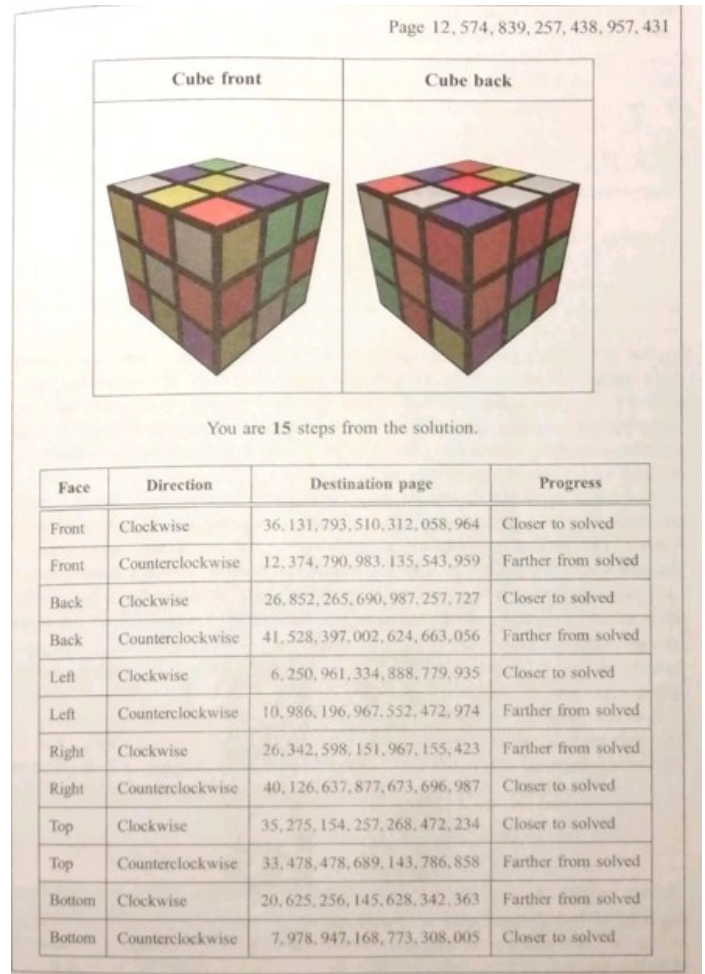 Page 12, 574, 839, 257, 438, 957, 431
Cube front Cube back
You are 15 steps from the solution.
Face Direction Destination page Progress
Front Clockwise 36, 131, 793, 510, 312, 058, 964 Closer to solved
Front Counterclockwise 12, 374, 790, 983, 135, 543, 959 Farther from solved
Back Clockwise 26, 852, 265, 690, 987, 257, 727 Closer to solved
Back Counterclockwise 41, 528, 397, 002, 624, 663, 056 Farther from solved
Left Clockwise 6, 250, 961, 334, 888, 779, 935 Closer to solved
Left Counterclockwise 10, 986, 196, 967, 552, 472, 974 Farther from solved
Right Clockwise 26, 342, 598, 151, 967, 155, 423 Farther from solved
Right Counterclockwise 40, 126, 637, 877, 673, 696, 987 Closer to solved
Top Clockwise 35, 275, 154, 257, 268, 472, 234 Closer to solved
Top Counterclockwise 33, 478, 478, 689, 143, 786, 858 Farther from solved
Bottom Clockwise 20, 625, 256, 145, 628, 342, 363 Farther from solved
Bottom Counterclockwise 7, 978, 947, 168, 773, 308, 005 Closer to solved